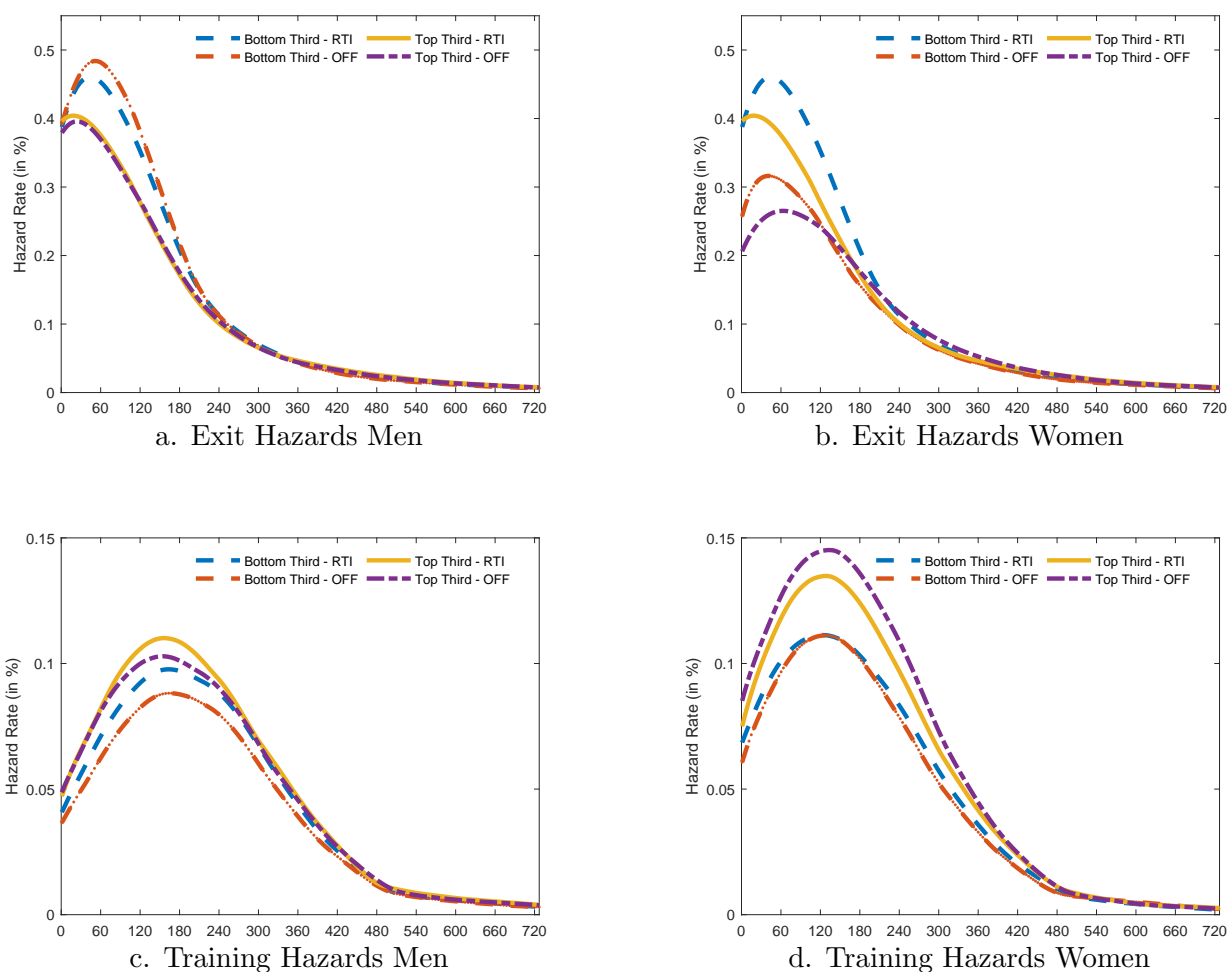 Bottom Third - RTI Top Third - RTI
Bottom Third - OFF Top Third - OFF
Hazard Rate (in %)
0.5
0.4
0.3
0.2
0.1
0
0 60 120 180 240 300 360 420 480 540 600 660 720
a. Exit Hazards Men
Bottom Third - RTI Top Third - RTI
Bottom Third - OFF Top Third - OFF
Hazard Rate (in %)
0.5
0.4
0.3
0.2
0.1
0
0 60 120 180 240 300 360 420 480 540 600 660 720
b. Exit Hazards Women
Bottom Third - RTI Top Third - RTI
Bottom Third - OFF Top Third - OFF
Hazard Rate (in %)
0.15
0.1
0.05
0
0 60 120 180 240 300 360 420 480 540 600 660 720
c. Training Hazards Men
Bottom Third - RTI Top Third - RTI
Bottom Third - OFF Top Third - OFF
Hazard Rate (in %)
0.15
0.1
0.05
0
0 60 120 180 240 300 360 420 480 540 600 660 720
d. Training Hazards Women